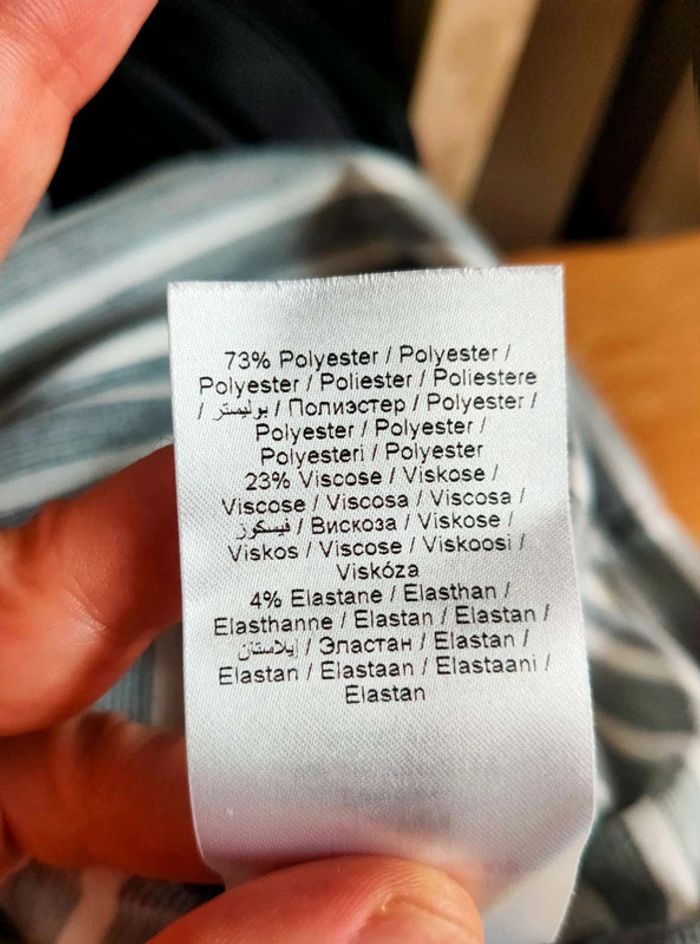 73% Polyester / Polyester /
Polyester / Poliester / Poliestere
/ بوليستر / Полиэстер / Polyester /
Polyester / Polyester /
Polyesteri / Polyester
23% Viscose / Viskose /
Viscose / Viscosa / Viscosa /
فيسكوز / Вискоза / Viskose /
Viskos / Viscose / Viskoosi /
Viskóza
4% Elastane / Elasthan /
Elasthanne / Elastan / Elastan /
إيلاستان / Эластан / Elastan /
Elastan / Elastaan / Elastaani /
Elastan